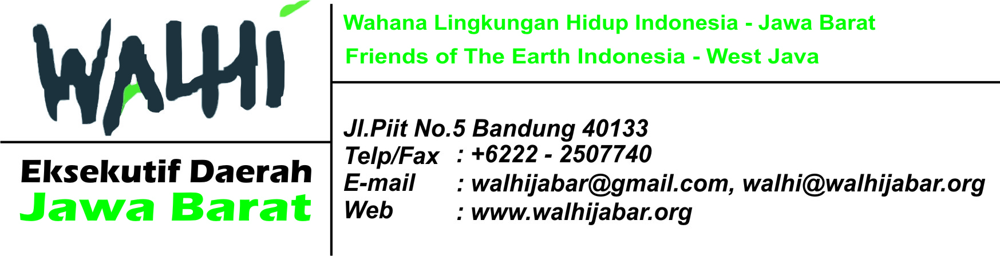 WALHI
Eksekutif Daerah
Jawa Barat
Wahana Lingkungan Hidup Indonesia - Jawa Barat
Friends of The Earth Indonesia - West Java
Jl.Piit No.5 Bandung 40133
Telp/Fax : +6222 - 2507740
E-mail : walhijabar@gmail.com, walhi@walhijabar.org
Web : www.walhijabar.org